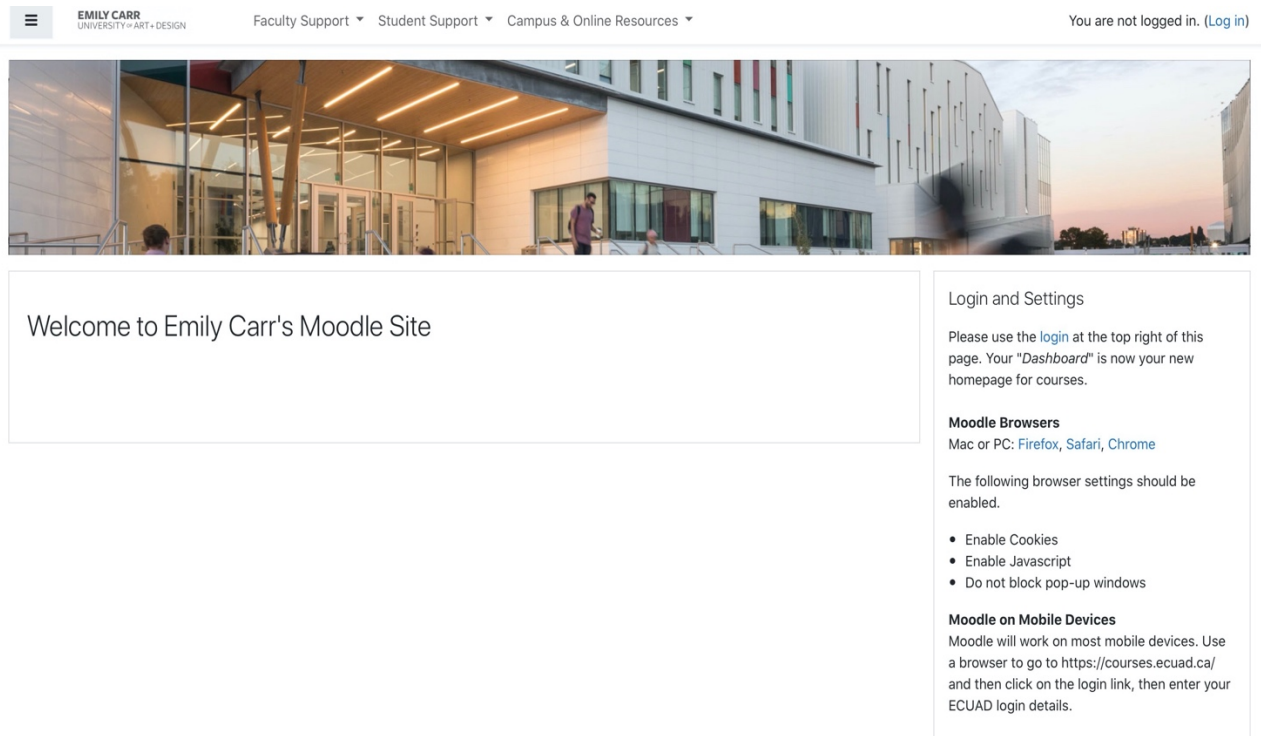 EMILY CARR
UNIVERSITY OF ART + DESIGN
Faculty Support
Student Support
Campus & Online Resources
You are not logged in. (Log in)
Welcome to Emily Carr's Moodle Site
Login and Settings
Please use the login at the top right of this
page. Your "Dashboard" is now your new
homepage for courses.
Moodle Browsers
Mac or PC: Firefox, Safari, Chrome
The following browser settings should be
enabled.
• Enable Cookies
• Enable Javascript
• Do not block pop-up windows
Moodle on Mobile Devices
Moodle will work on most mobile devices. Use
a browser to go to https://courses.ecuad.ca/
and then click on the login link, then enter your
ECUAD login details.